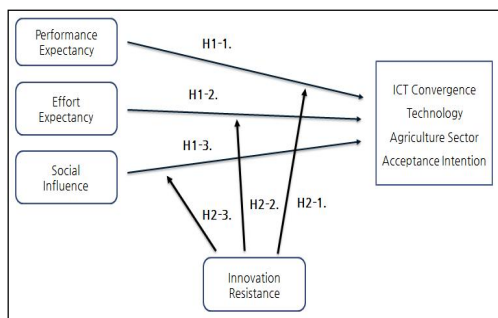 Performance
Expectancy
H1-1.
Effort
Expectancy
H1-2.
Social
Influence
H1-3.
ICT Convergence
Technology
Agriculture Sector
Acceptance Intention
H2-3.
H2-2.
H2-1.
Innovation
Resistance